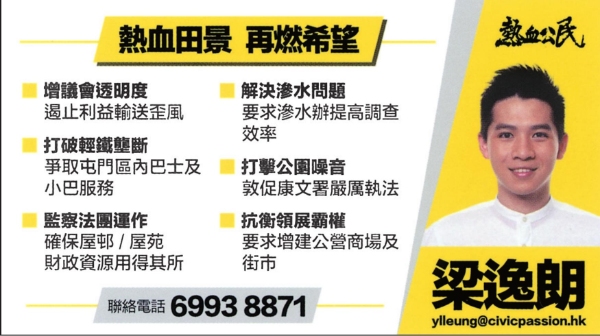 熱血田景 再燃希望
熱血公民
增議會透明度
遏止利益輸送歪風
打破輕鐵壟斷
爭取屯門區內巴士及
小巴服務
監察法團運作
確保屋邨 / 屋苑
財政資源用得其所
解決滲水問題
要求滲水辦提高調查
效率
打擊公園噪音
敦促康文署嚴厲執法
抗衡領展霸權
要求增建公營商場及
街市
聯絡電話 6993 8871
梁逸朗
ylleung@civicpassion.hk